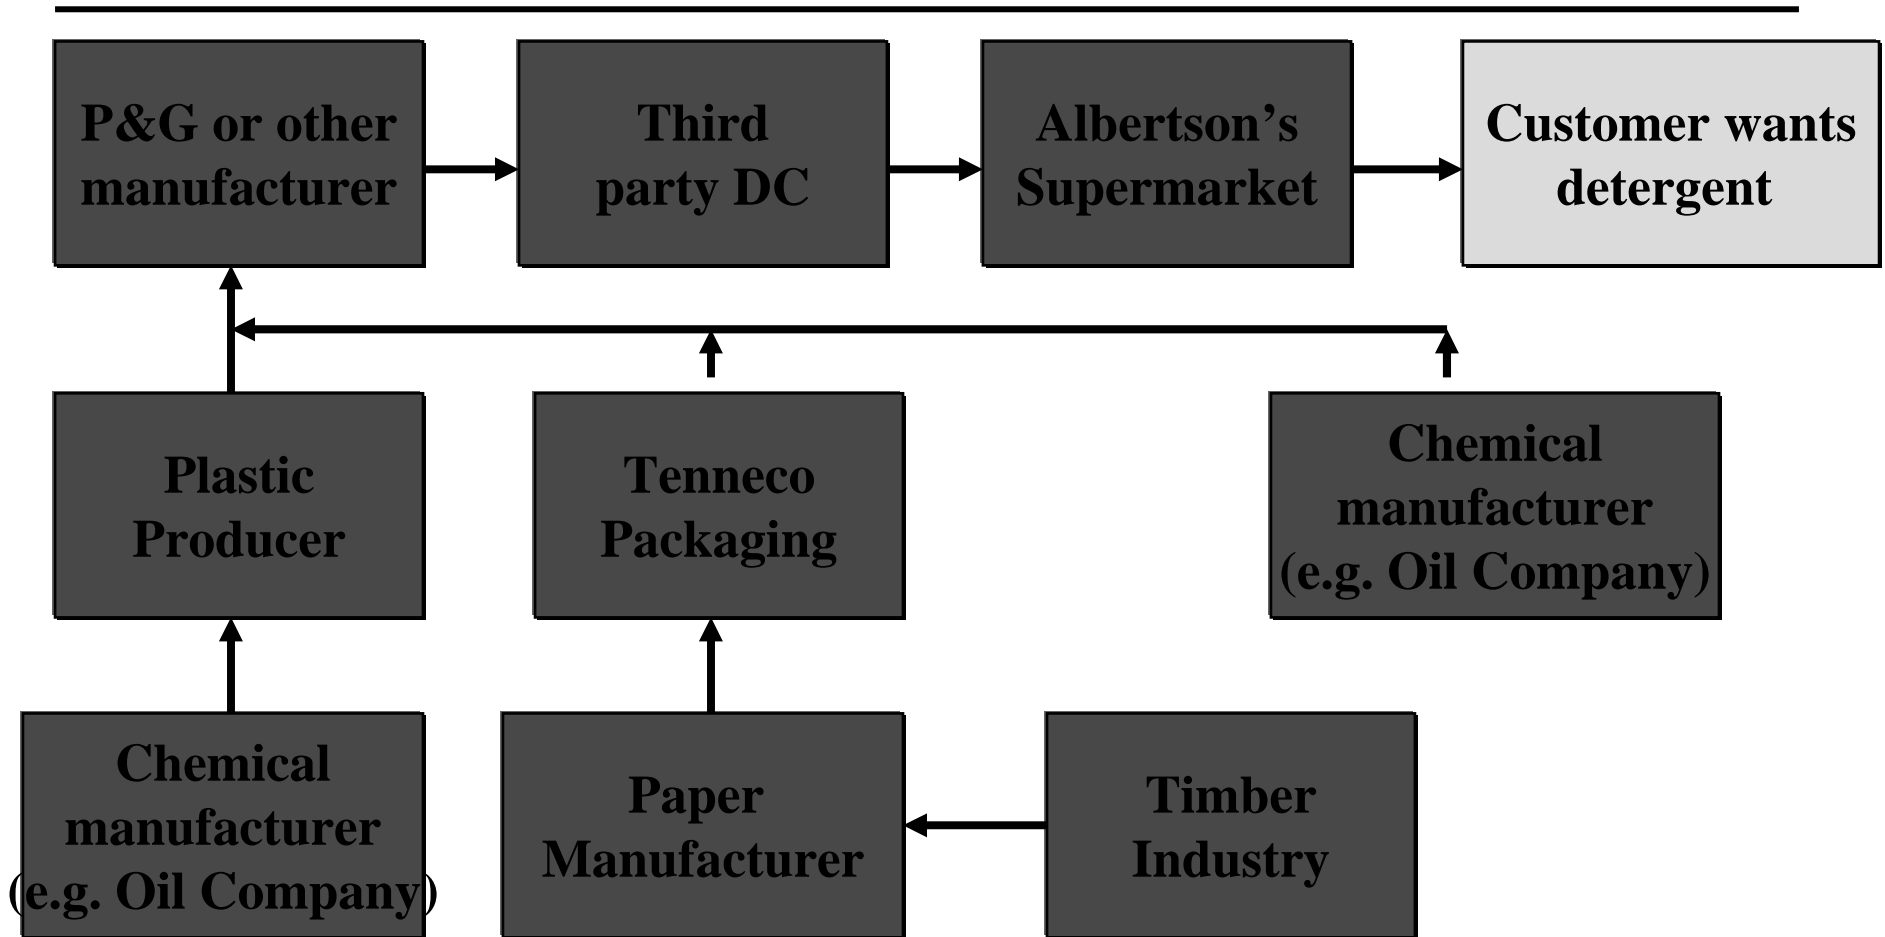 P&G or other
manufacturer
Third
party DC
Albertson’s
Supermarket
Customer wants
detergent
Plastic
Producer
Tenneco
Packaging
Chemical
manufacturer
(e.g. Oil Company)
Chemical
manufacturer
(e.g. Oil Company)
Paper
Manufacturer
Timber
Industry